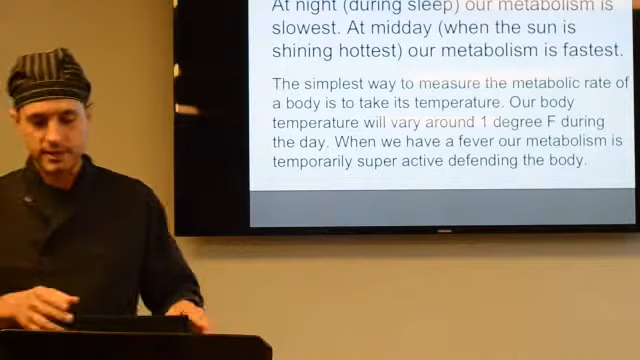 At night (during sleep) our metabolism is
slowest. At midday (when the sun is
shining hottest) our metabolism is fastest.
The simplest way to measure the metabolic rate of
a body is to take its temperature. Our body
temperature will vary around 1 degree F during
the day. When we have a fever our metabolism is
temporarily super active defending the body.